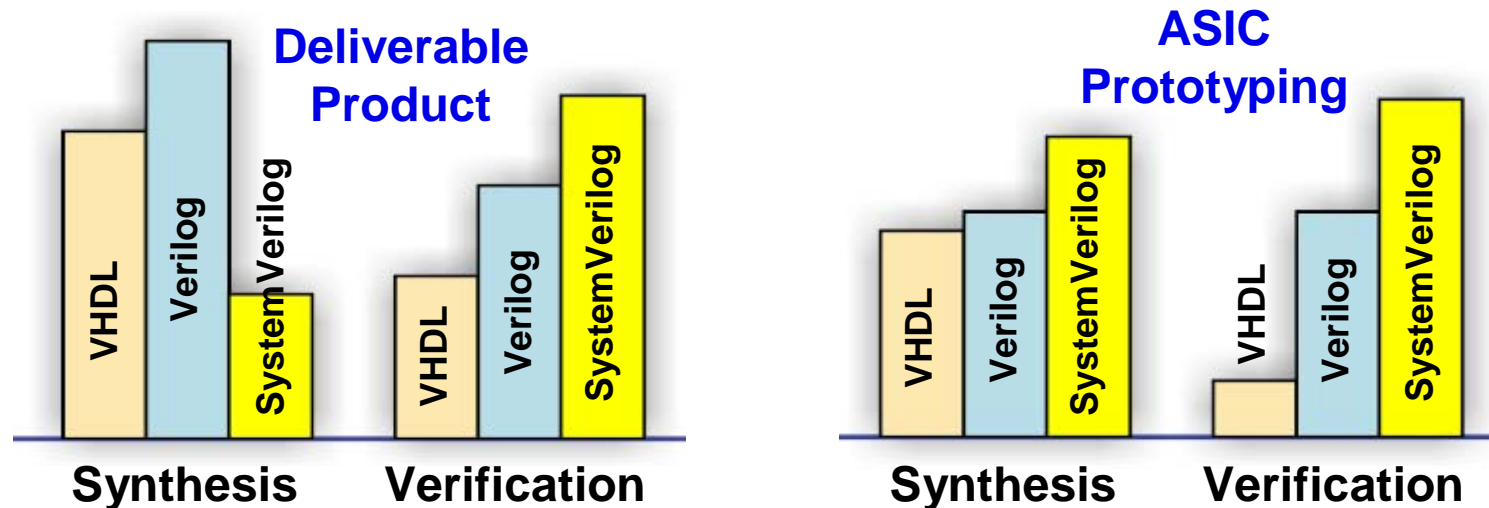 Deliverable
Product
VHDL
Verilog
SystemVerilog
VHDL
Verilog
SystemVerilog
Synthesis
Verification
ASIC
Prototyping
VHDL
Verilog
SystemVerilog
VHDL
Verilog
SystemVerilog
Synthesis
Verification